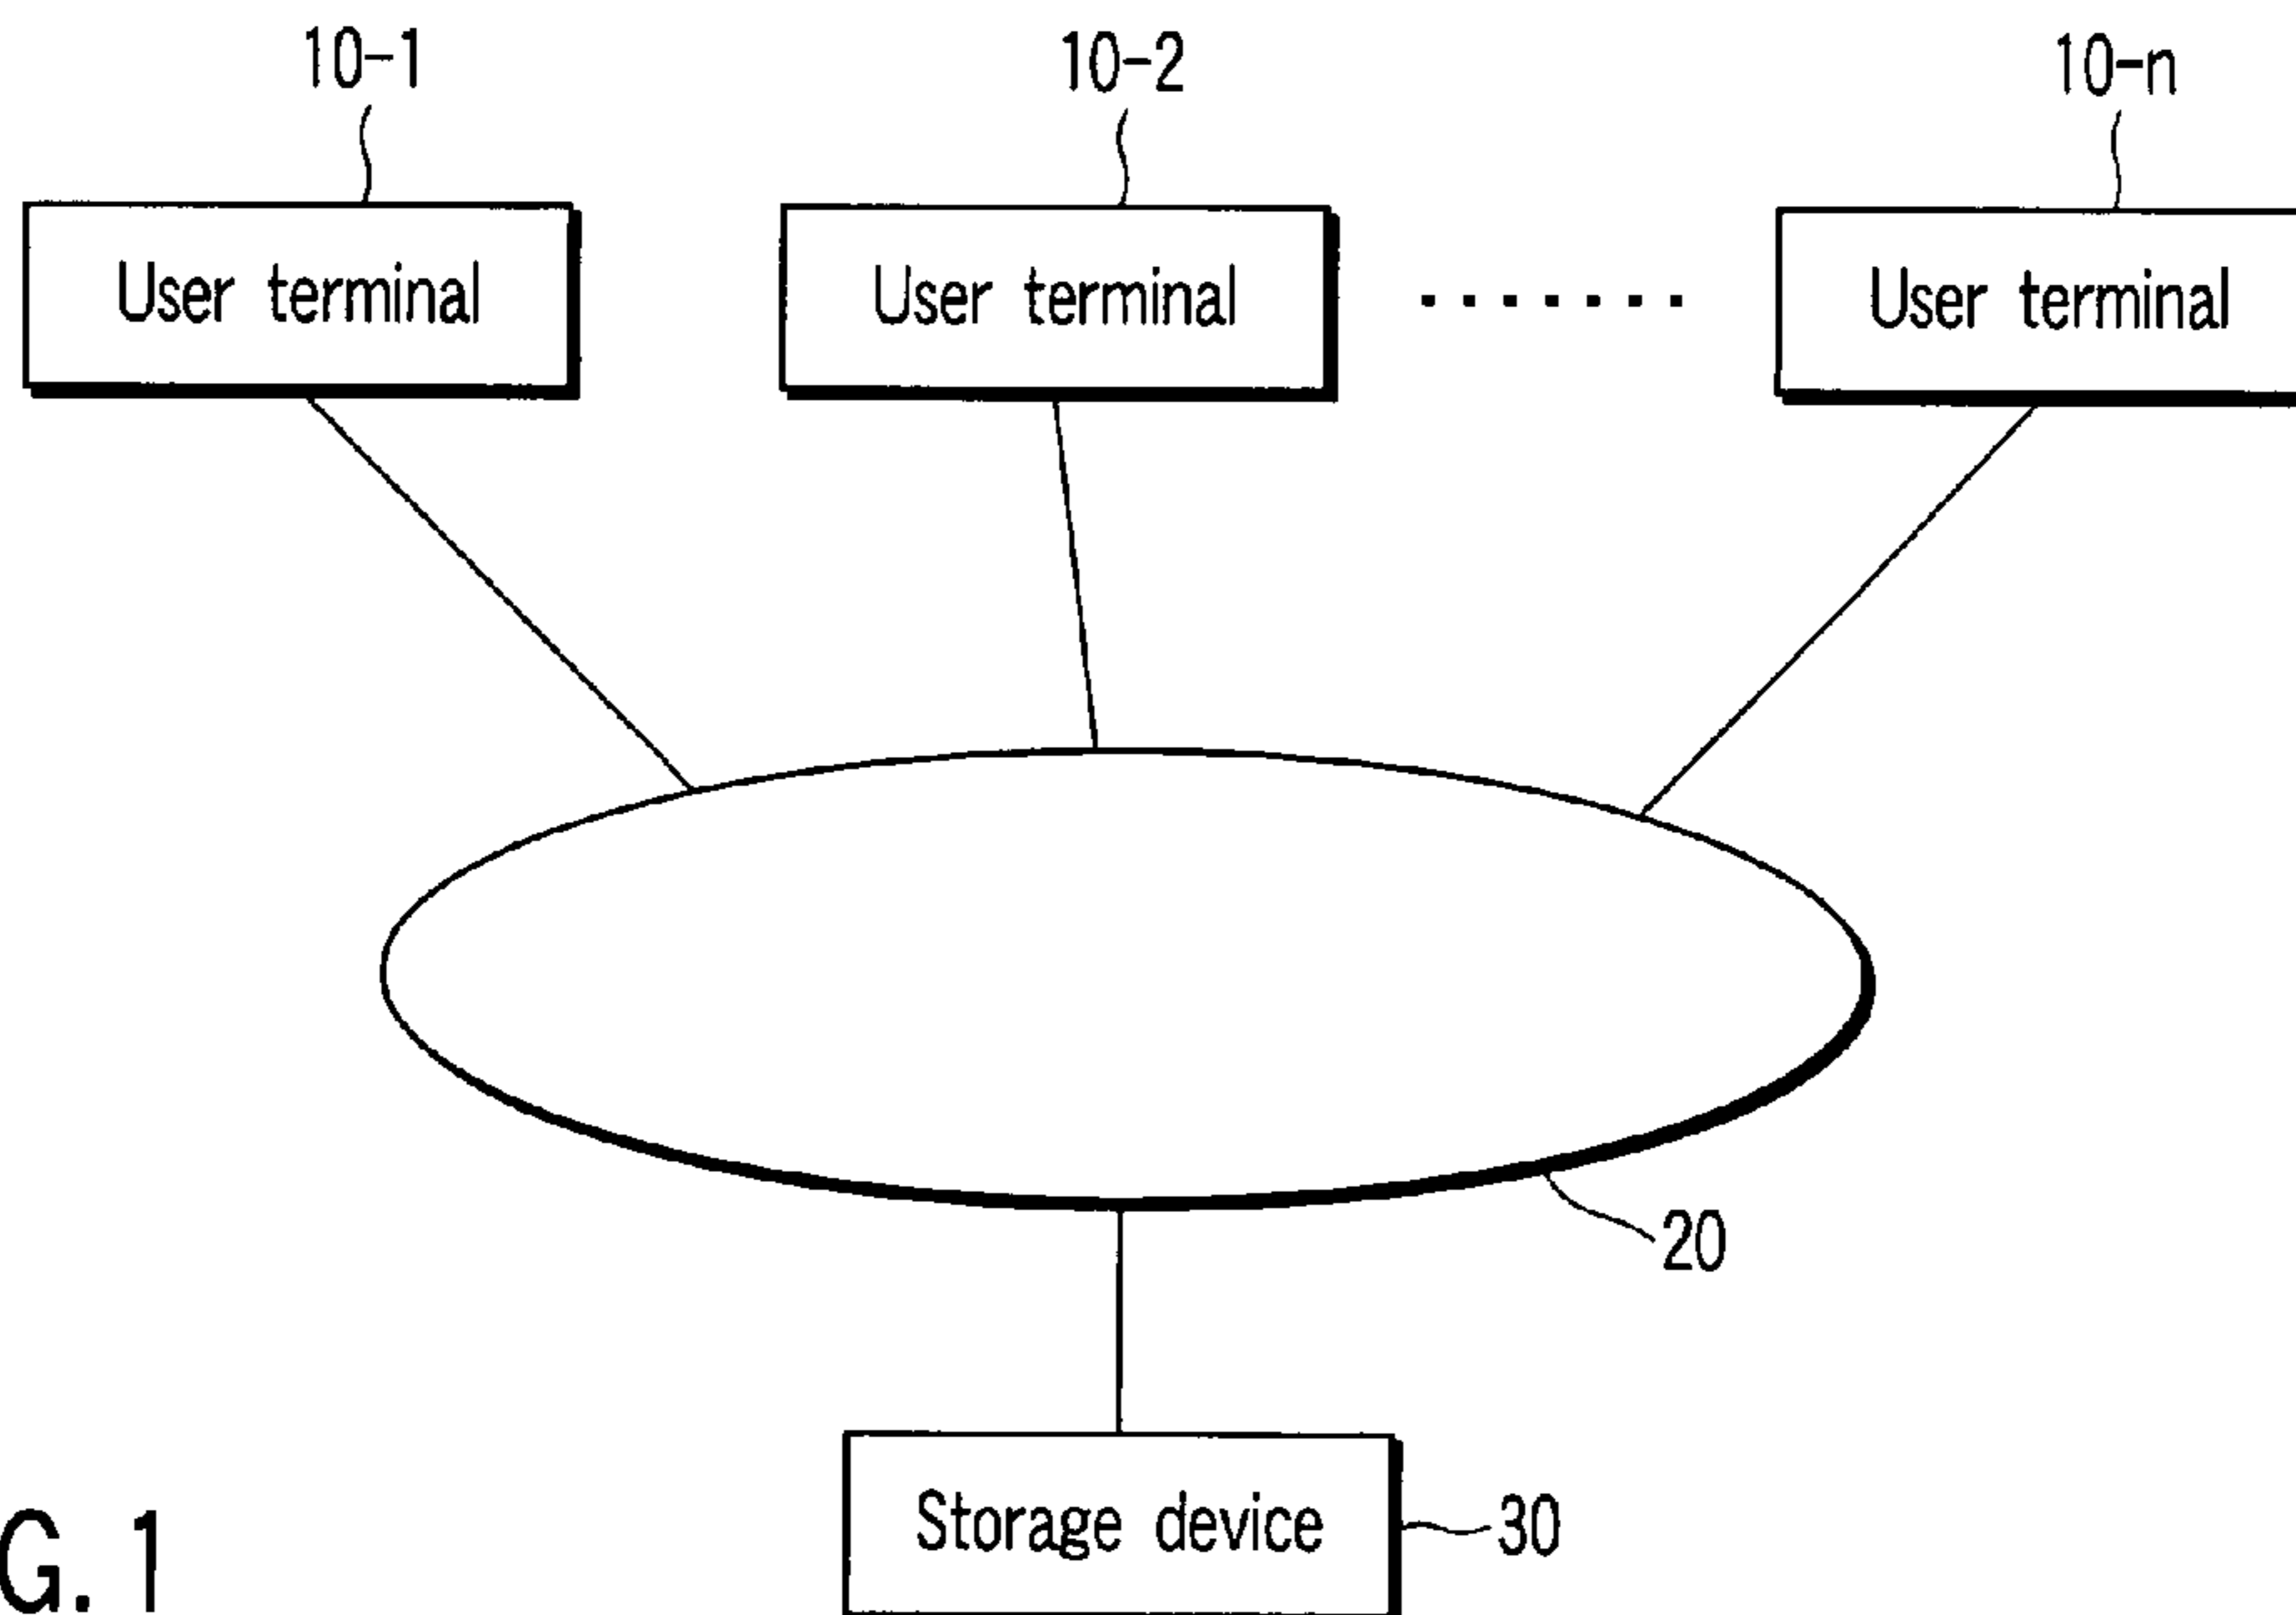 10-1
10-2
10-n
User terminal
User terminal
.......
User terminal
20
Storage device
30
G. 1